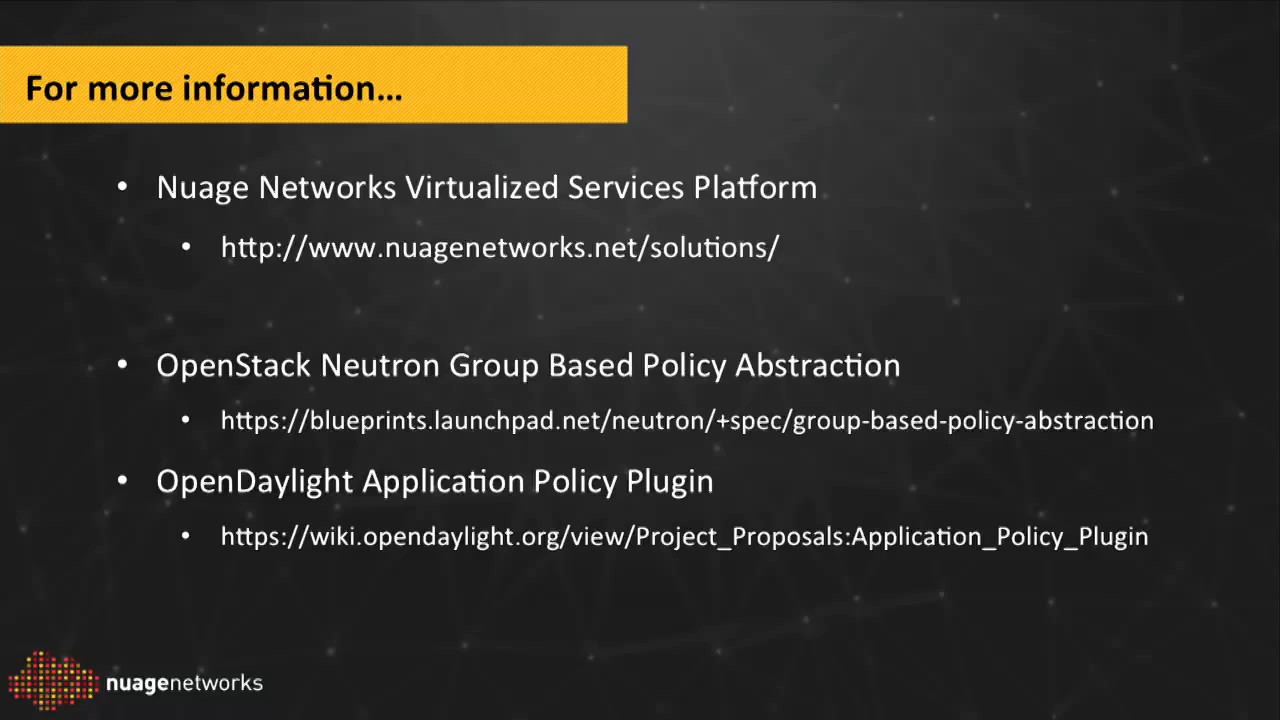 For more information...
• Nuage Networks Virtualized Services Platform
• http://www.nuagenetworks.net/solutions/
• OpenStack Neutron Group Based Policy Abstraction
• https://blueprints.launchpad.net/neutron/+spec/group-based-policy-abstraction
• OpenDaylight Application Policy Plugin
• https://wiki.opendaylight.org/view/Project_Proposals:Application_Policy_Plugin
nuagenetworks